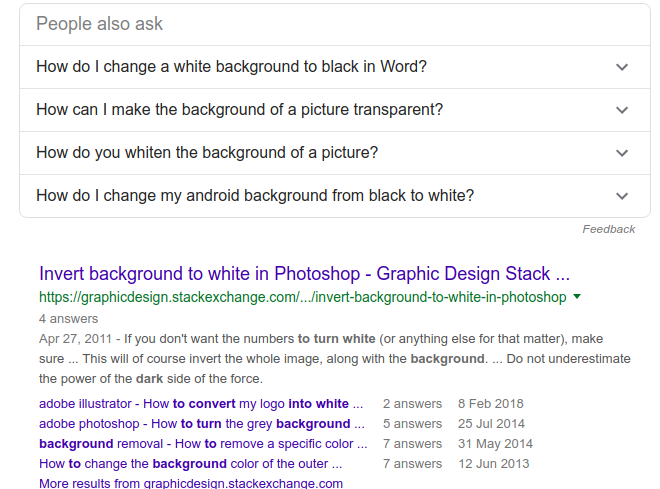 People also ask
How do I change a white background to black in Word?
How can I make the background of a picture transparent?
How do you whiten the background of a picture?
How do I change my android background from black to white?
Feedback
Invert background to white in Photoshop - Graphic Design Stack ...
https://graphicdesign.stackexchange.com/.../invert-background-to-white-in-photoshop
4 answers
Apr 27, 2011 - If you don't want the numbers to turn white (or anything else for that matter), make
sure ... This will of course invert the whole image, along with the background. ... Do not underestimate
the power of the dark side of the force.
adobe illustrator - How to convert my logo into white ... 2 answers 8 Feb 2018
adobe photoshop - How to turn the grey background ... 5 answers 25 Jul 2014
background removal - How to remove a specific color ... 7 answers 31 May 2014
How to change the background color of the outer ... 7 answers 12 Jun 2013
More results from graphicdesign.stackexchange.com